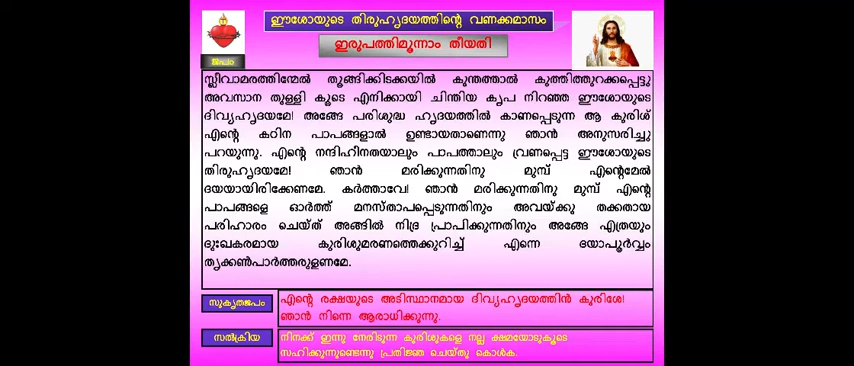 ഈശോയുടെ തിരുഹൃദയത്തിന്റെ വണക്കമാസം
ഇരുപത്തിമൂന്നാം തീയതി
ജപം
സ്ലീവാമരത്തിന്മേൽ തൂങ്ങിക്കിടക്കയിൽ കുന്തത്താൽ കുത്തിത്തുറക്കപ്പെട്ടു
അവസാന തുള്ളി കൂടെ എനിക്കായി ചിന്തിയ കൃപ നിറഞ്ഞ ഈശോയുടെ
ദിവ്യഹൃദയമേ! അങ്ങേ പരിശുദ്ധ ഹൃദയത്തിൽ കാണപ്പെടുന്ന ആ കുരിശ്
എന്റെ കഠിന പാപങ്ങളാൽ ഉണ്ടായതാണെന്നു ഞാൻ അനുസരിച്ചു
പറയുന്നു. എന്റെ നന്ദിഹീനതയാലും പാപത്താലും വ്രണപ്പെട്ട ഈശോയുടെ
തിരുഹൃദയമേ! ഞാൻ മരിക്കുന്നതിനു മുമ്പ് എന്റെമേൽ
ദയയായിരിക്കേണമേ. കർത്താവേ! ഞാൻ മരിക്കുന്നതിനു മുമ്പ് എന്റെ
പാപങ്ങളെ ഓർത്ത് മനസ്താപപ്പെടുന്നതിനും അവയ്ക്കു തക്കതായ
പരിഹാരം ചെയ്ത് അങ്ങിൽ നിദ്ര പ്രാപിക്കുന്നതിനും അങ്ങേ എത്രയും
ദുഃഖകരമായ കുരിശുമരണത്തെക്കുറിച്ച് എന്നെ ദയാപൂർവ്വം
തൃക്കൺപാർത്തരുളണമേ.
സുകൃതജപം
എന്റെ രക്ഷയുടെ അടിസ്ഥാനമായ ദിവ്യഹൃദയത്തിൻ കുരിശേ!
ഞാൻ നിന്നെ ആരാധിക്കുന്നു.
സൽക്രിയ
നിനക്ക് ഇന്നു നേരിടുന്ന കുരിശുകളെ നല്ല ക്ഷമയോടുകൂടെ
സഹിക്കുന്നുണ്ടെന്നു പ്രതിജ്ഞ ചെയ്തു കൊൾക.